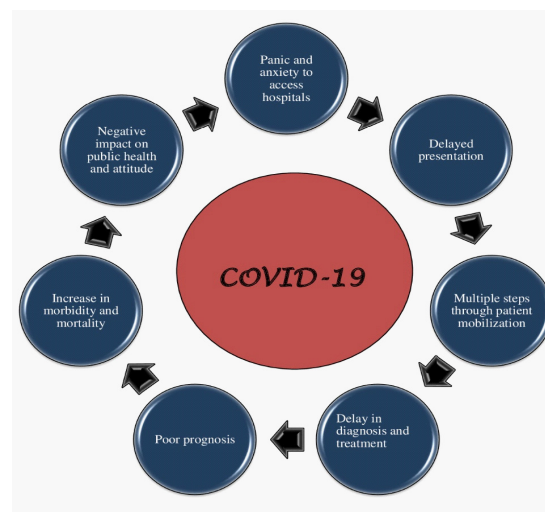 Panic and
anxiety to
access
hospitals
Delayed
presentation
Multiple steps
through patient
mobilization
Delay in
diagnosis and
treatment
Poor prognosis
Increase in
morbidity and
mortality
Negative
impact on
public health
and attitude
COVID-19